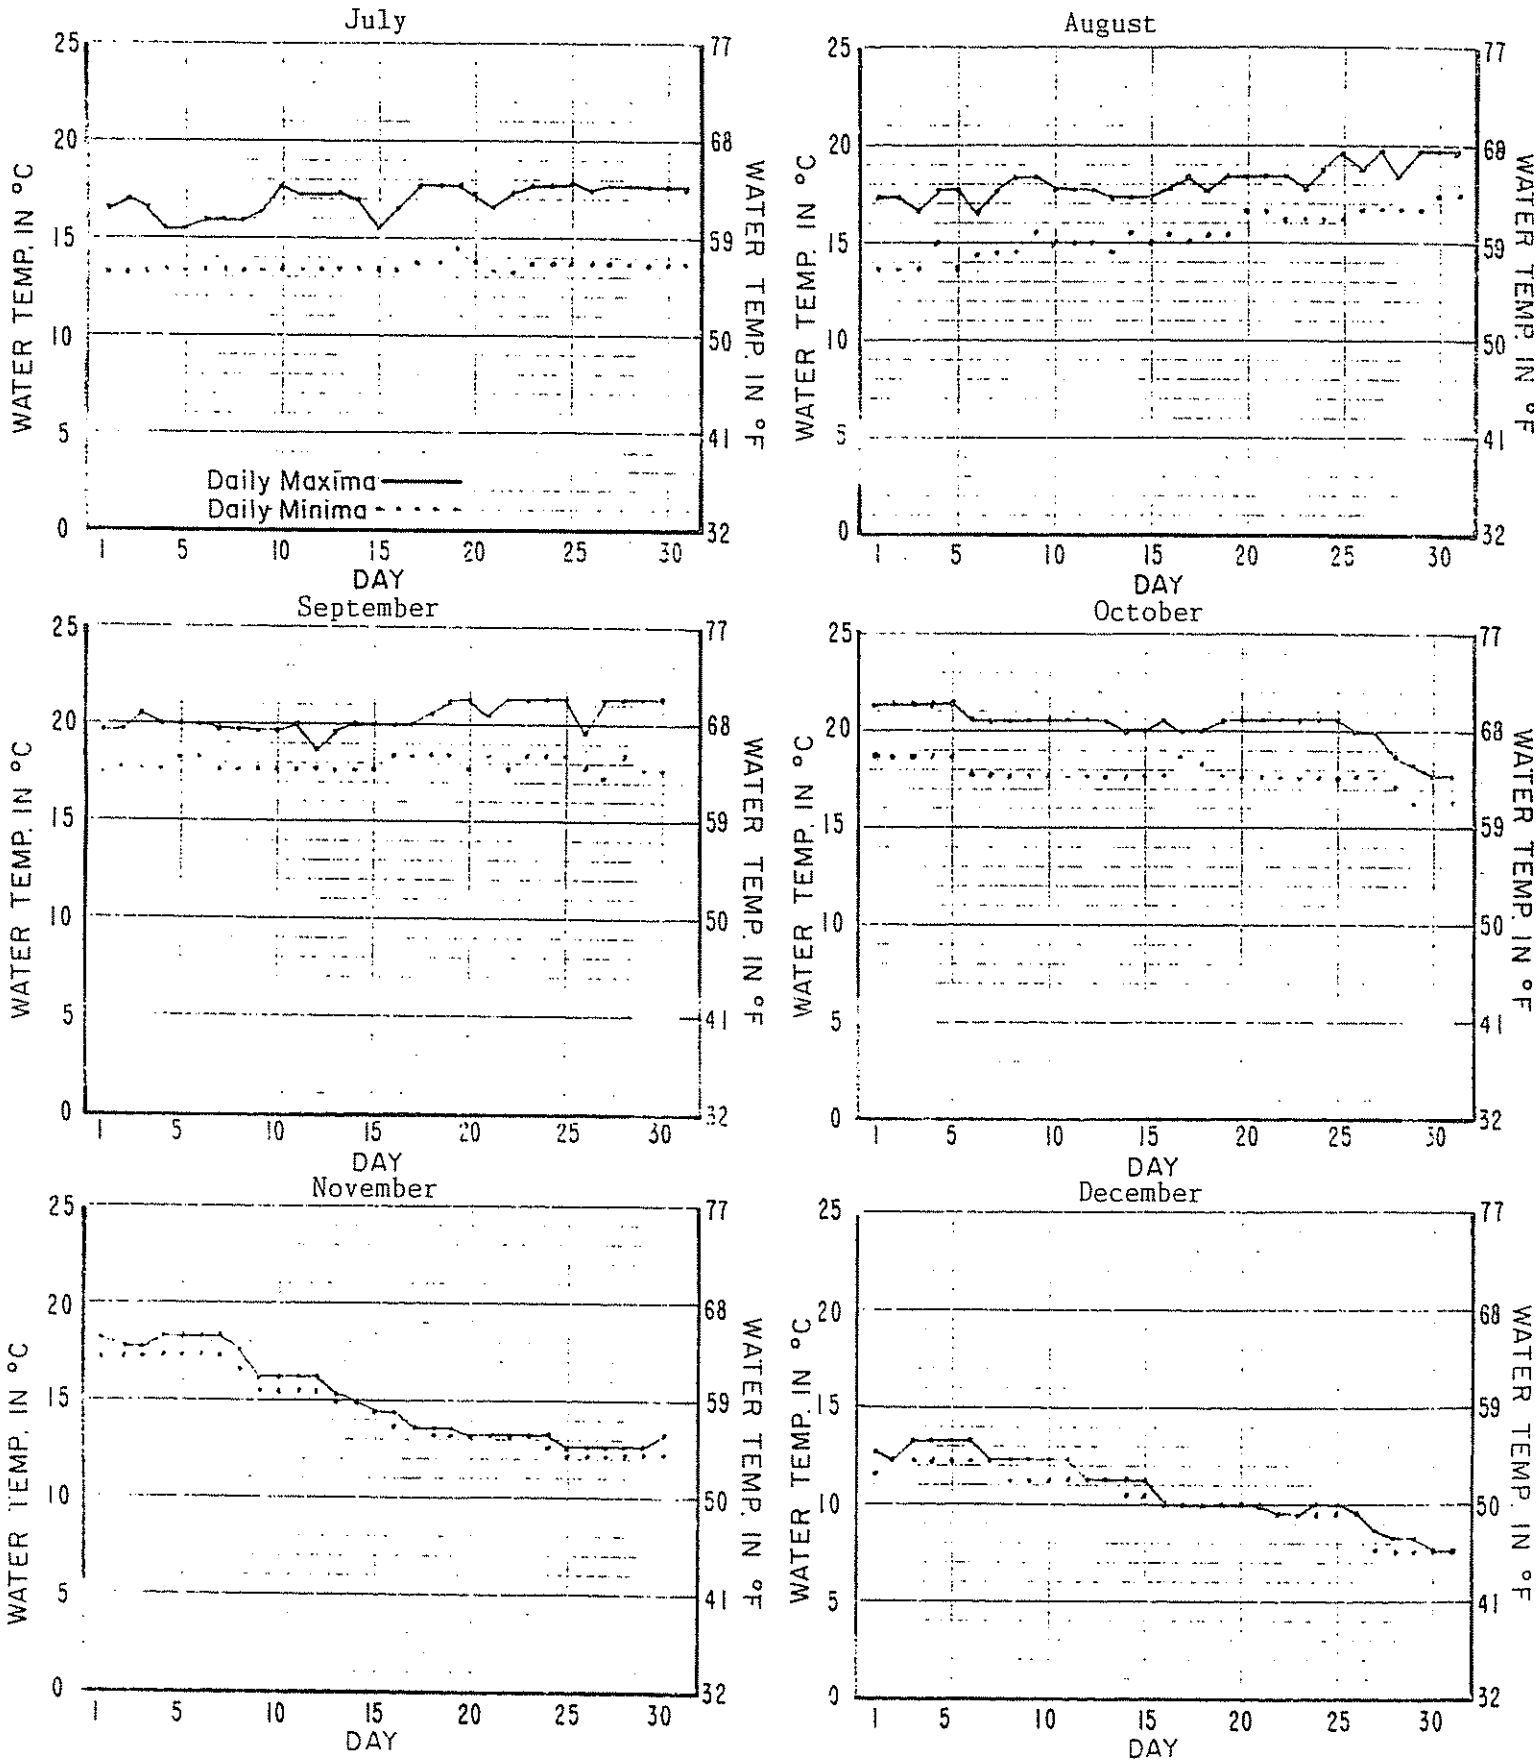 July
25 20 15 10 5 0
WATER TEMP. IN °C
77 68 59 50 41 32
WATER TEMP. IN °F
Daily Maxima
Daily Minima
1 5 10 15 20 25 30
DAY
August
25 20 15 10 5 0
WATER TEMP. IN °C
77 68 59 50 41 32
WATER TEMP. IN °F
1 5 10 15 20 25 30
DAY
September
25 20 15 10 5 0
WATER TEMP. IN °C
77 68 59 50 41 32
WATER TEMP. IN °F
1 5 10 15 20 25 30
DAY
October
25 20 15 10 5 0
WATER TEMP. IN °C
77 68 59 50 41 32
WATER TEMP. IN °F
1 5 10 15 20 25 30
DAY
November
25 20 15 10 5 0
WATER TEMP. IN °C
77 68 59 50 41 32
WATER TEMP. IN °F
1 5 10 15 20 25 30
DAY
December
25 20 15 10 5 0
WATER TEMP. IN °C
77 68 59 50 41 32
WATER TEMP. IN °F
1 5 10 15 20 25 30
DAY